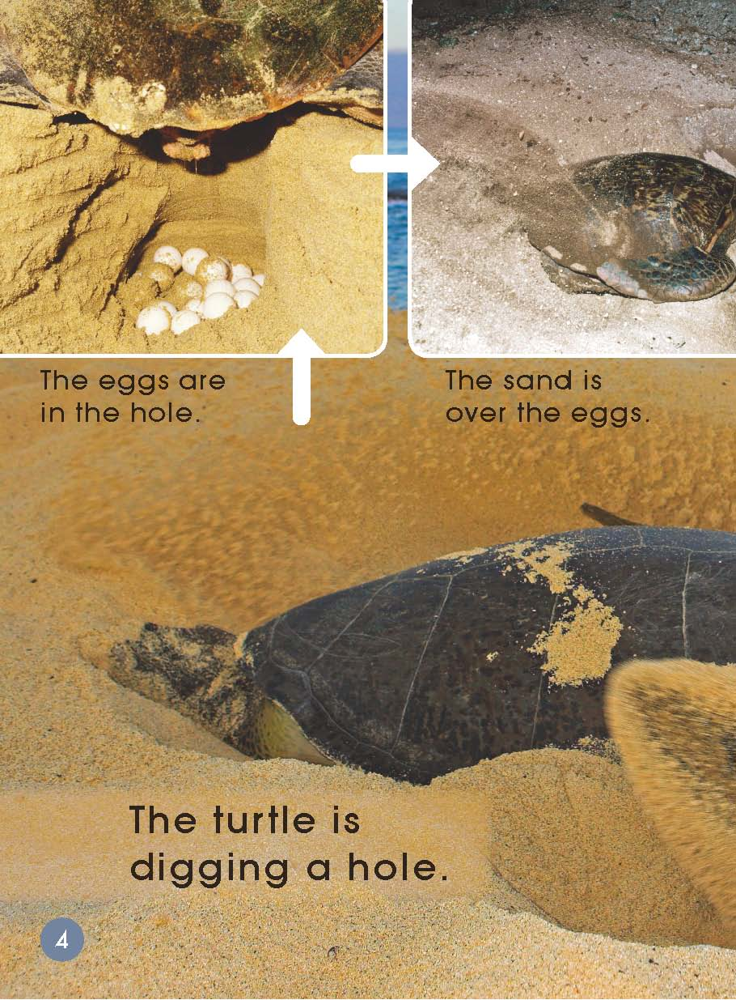 The eggs are
in the hole.
The sand is
over the eggs.
The turtle is
digging a hole.
4